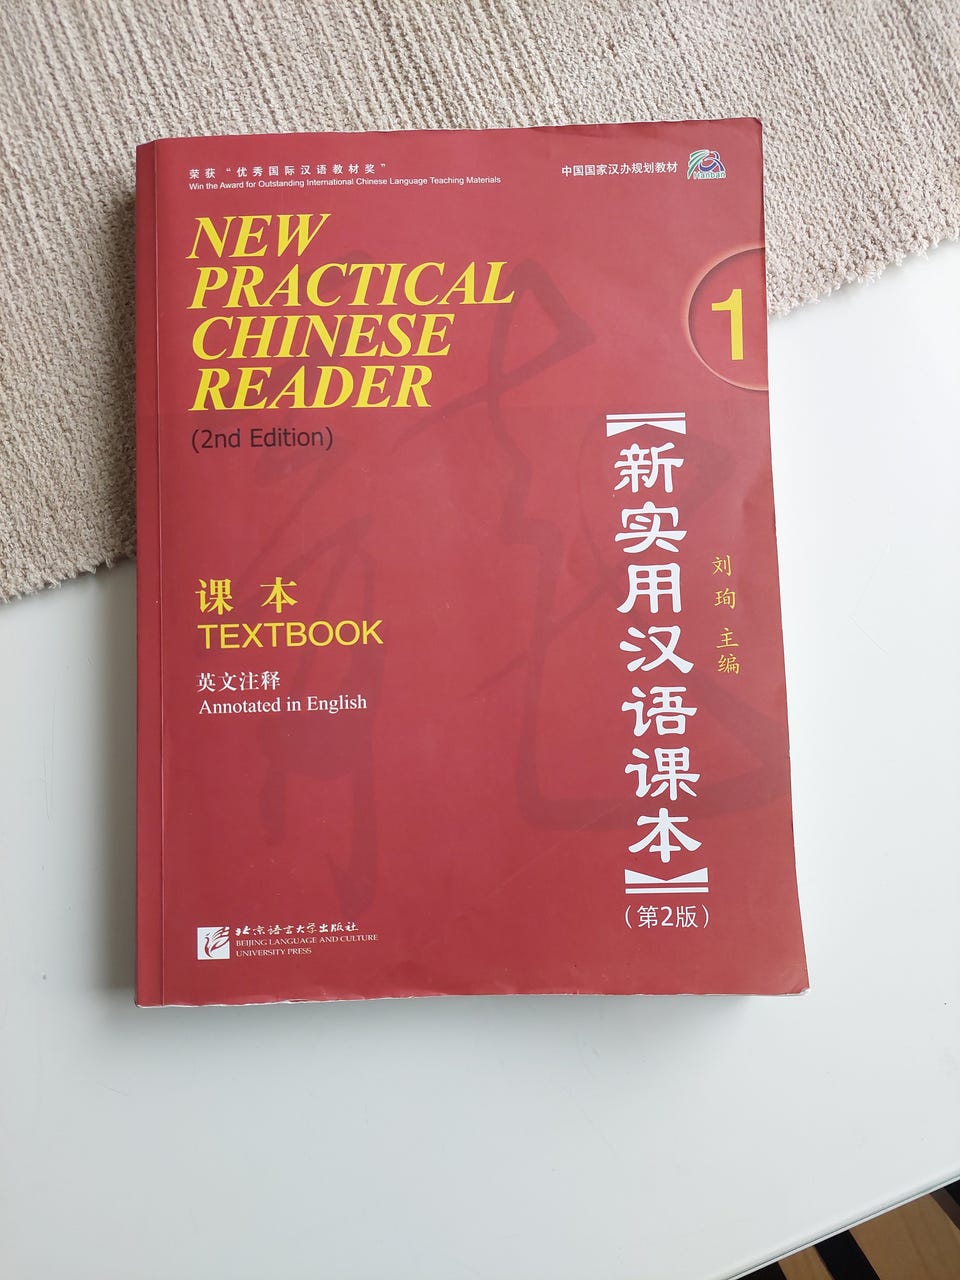 荣获“优秀国际汉语教材奖”
Win the Award for Outstanding International Chinese Language Teaching Materials
中国国家汉办规划教材
Hanban
NEW
PRACTICAL
CHINESE
READER
(2nd Edition)
1
【新实用汉语课本】
(第2版)
刘珣 主编
课本
TEXTBOOK
英文注释
Annotated in English
北京语言大学出版社
BEIJING LANGUAGE AND CULTURE
UNIVERSITY PRESS